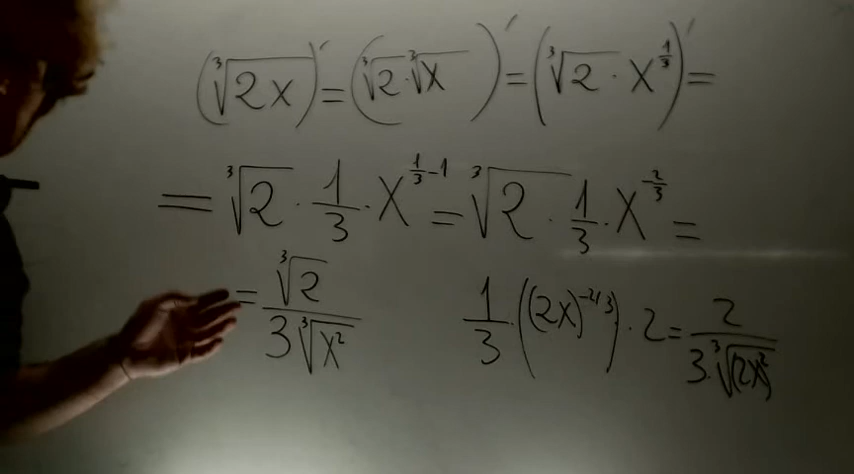 (∛(2x))′ = (∛2 · ∛x)′ = (∛2 · x^(1/3))′ =
= ∛2 · 1/3 · x^(1/3 − 1) = ∛2 · 1/3 · x^(−2/3) =
= ∛2 / (3∛(x²)) 1/3 · ((2x)^(−2/3)) · 2 = 2 / (3 · ∛((2x)²))